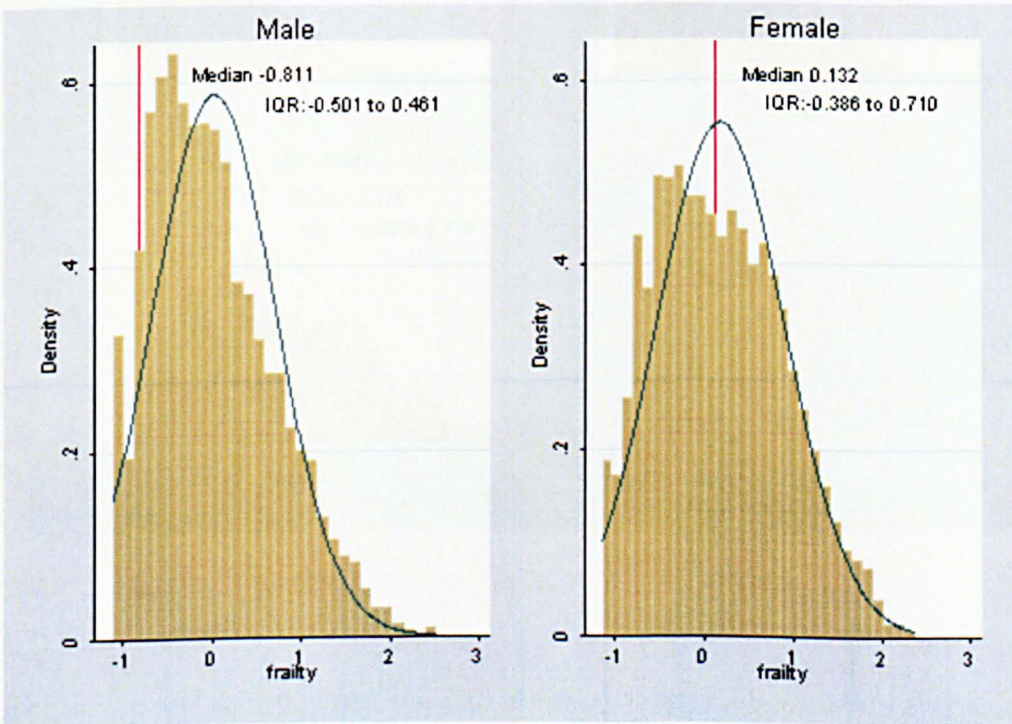 Male
Median -0.811
IQR:-0.501 to 0.461
Density
.6
.4
.2
0
-1 0 1 2 3
frailty
Female
Median 0.132
IQR:-0.386 to 0.710
Density
.6
.4
.2
0
-1 0 1 2 3
frailty